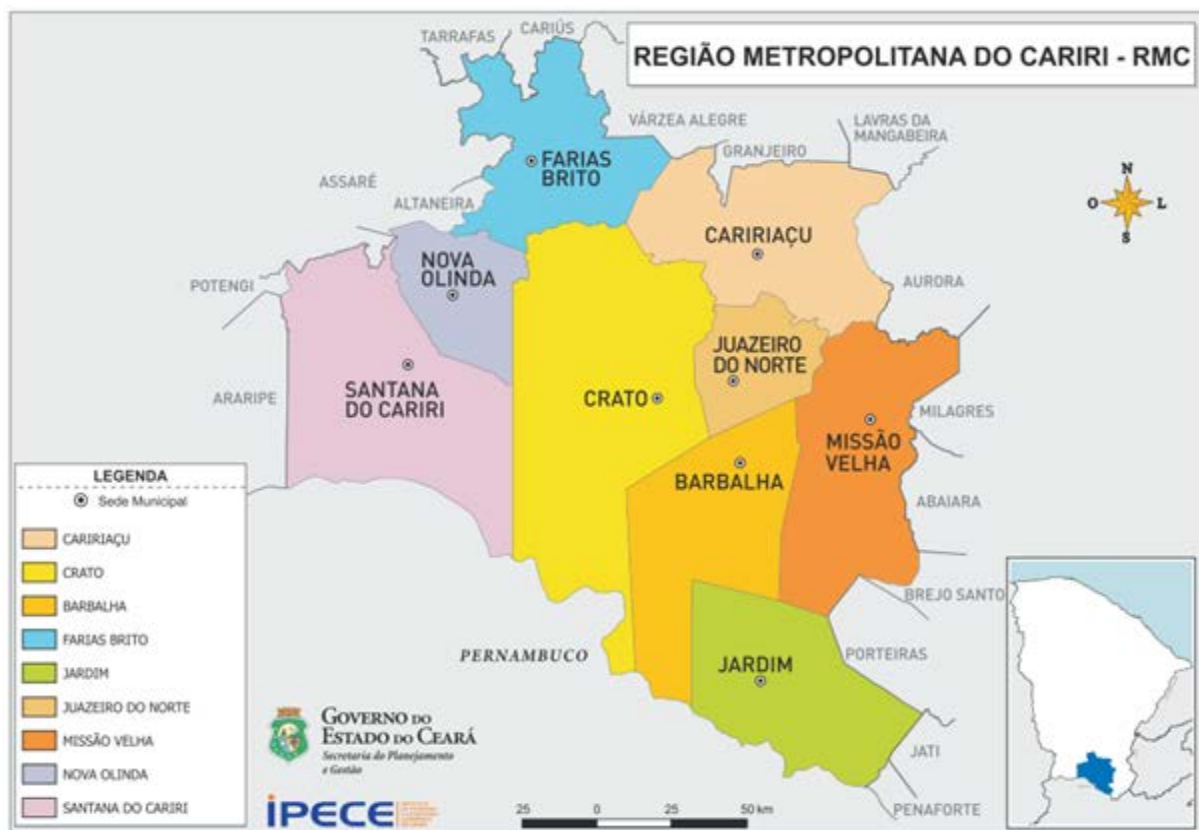 REGIÃO METROPOLITANA DO CARIRI - RMC
TARRAFAS
CARIÚS
VÁRZEA ALEGRE
LAVRAS DA
MANGABEIRA
GRANJEIRO
FARIAS
BRITO
ASSARÉ
ALTANEIRA
N
O
L
S
CARIRIAÇU
NOVA
OLINDA
POTENGI
AURORA
JUAZEIRO
DO NORTE
SANTANA
DO CARIRI
CRATO
ARARIPE
MILAGRES
MISSÃO
VELHA
BARBALHA
ABAIARA
BREJO SANTO
PERNAMBUCO
JARDIM
PORTEIRAS
JATI
PENAFORTE
LEGENDA
Sede Municipal
CARIRIAÇU
CRATO
BARBALHA
FARIAS BRITO
JARDIM
JUAZEIRO DO NORTE
MISSÃO VELHA
NOVA OLINDA
SANTANA DO CARIRI
GOVERNO DO
ESTADO DO CEARÁ
Secretaria do Planejamento
e Gestão
IPECE
25 0 25 50 km